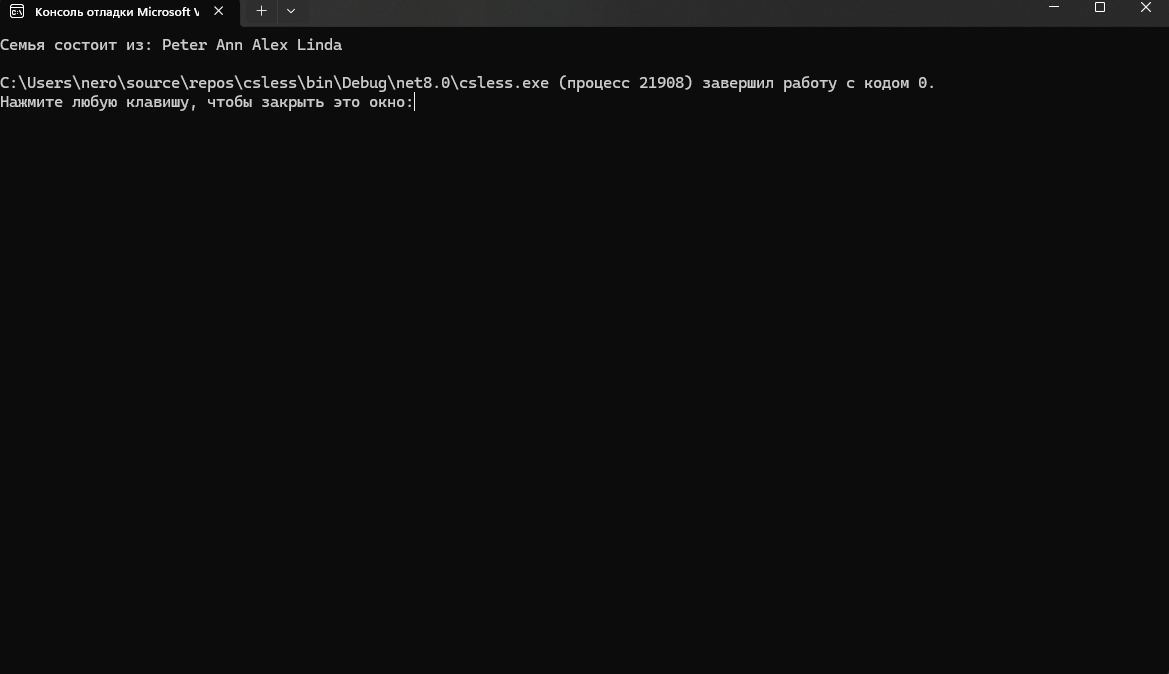 Консоль отладки Microsoft V
Семья состоит из: Peter Ann Alex Linda
C:\Users\nero\source\repos\csless\bin\Debug\net8.0\csless.exe (процесс 21908) завершил работу с кодом 0.
Нажмите любую клавишу, чтобы закрыть это окно: